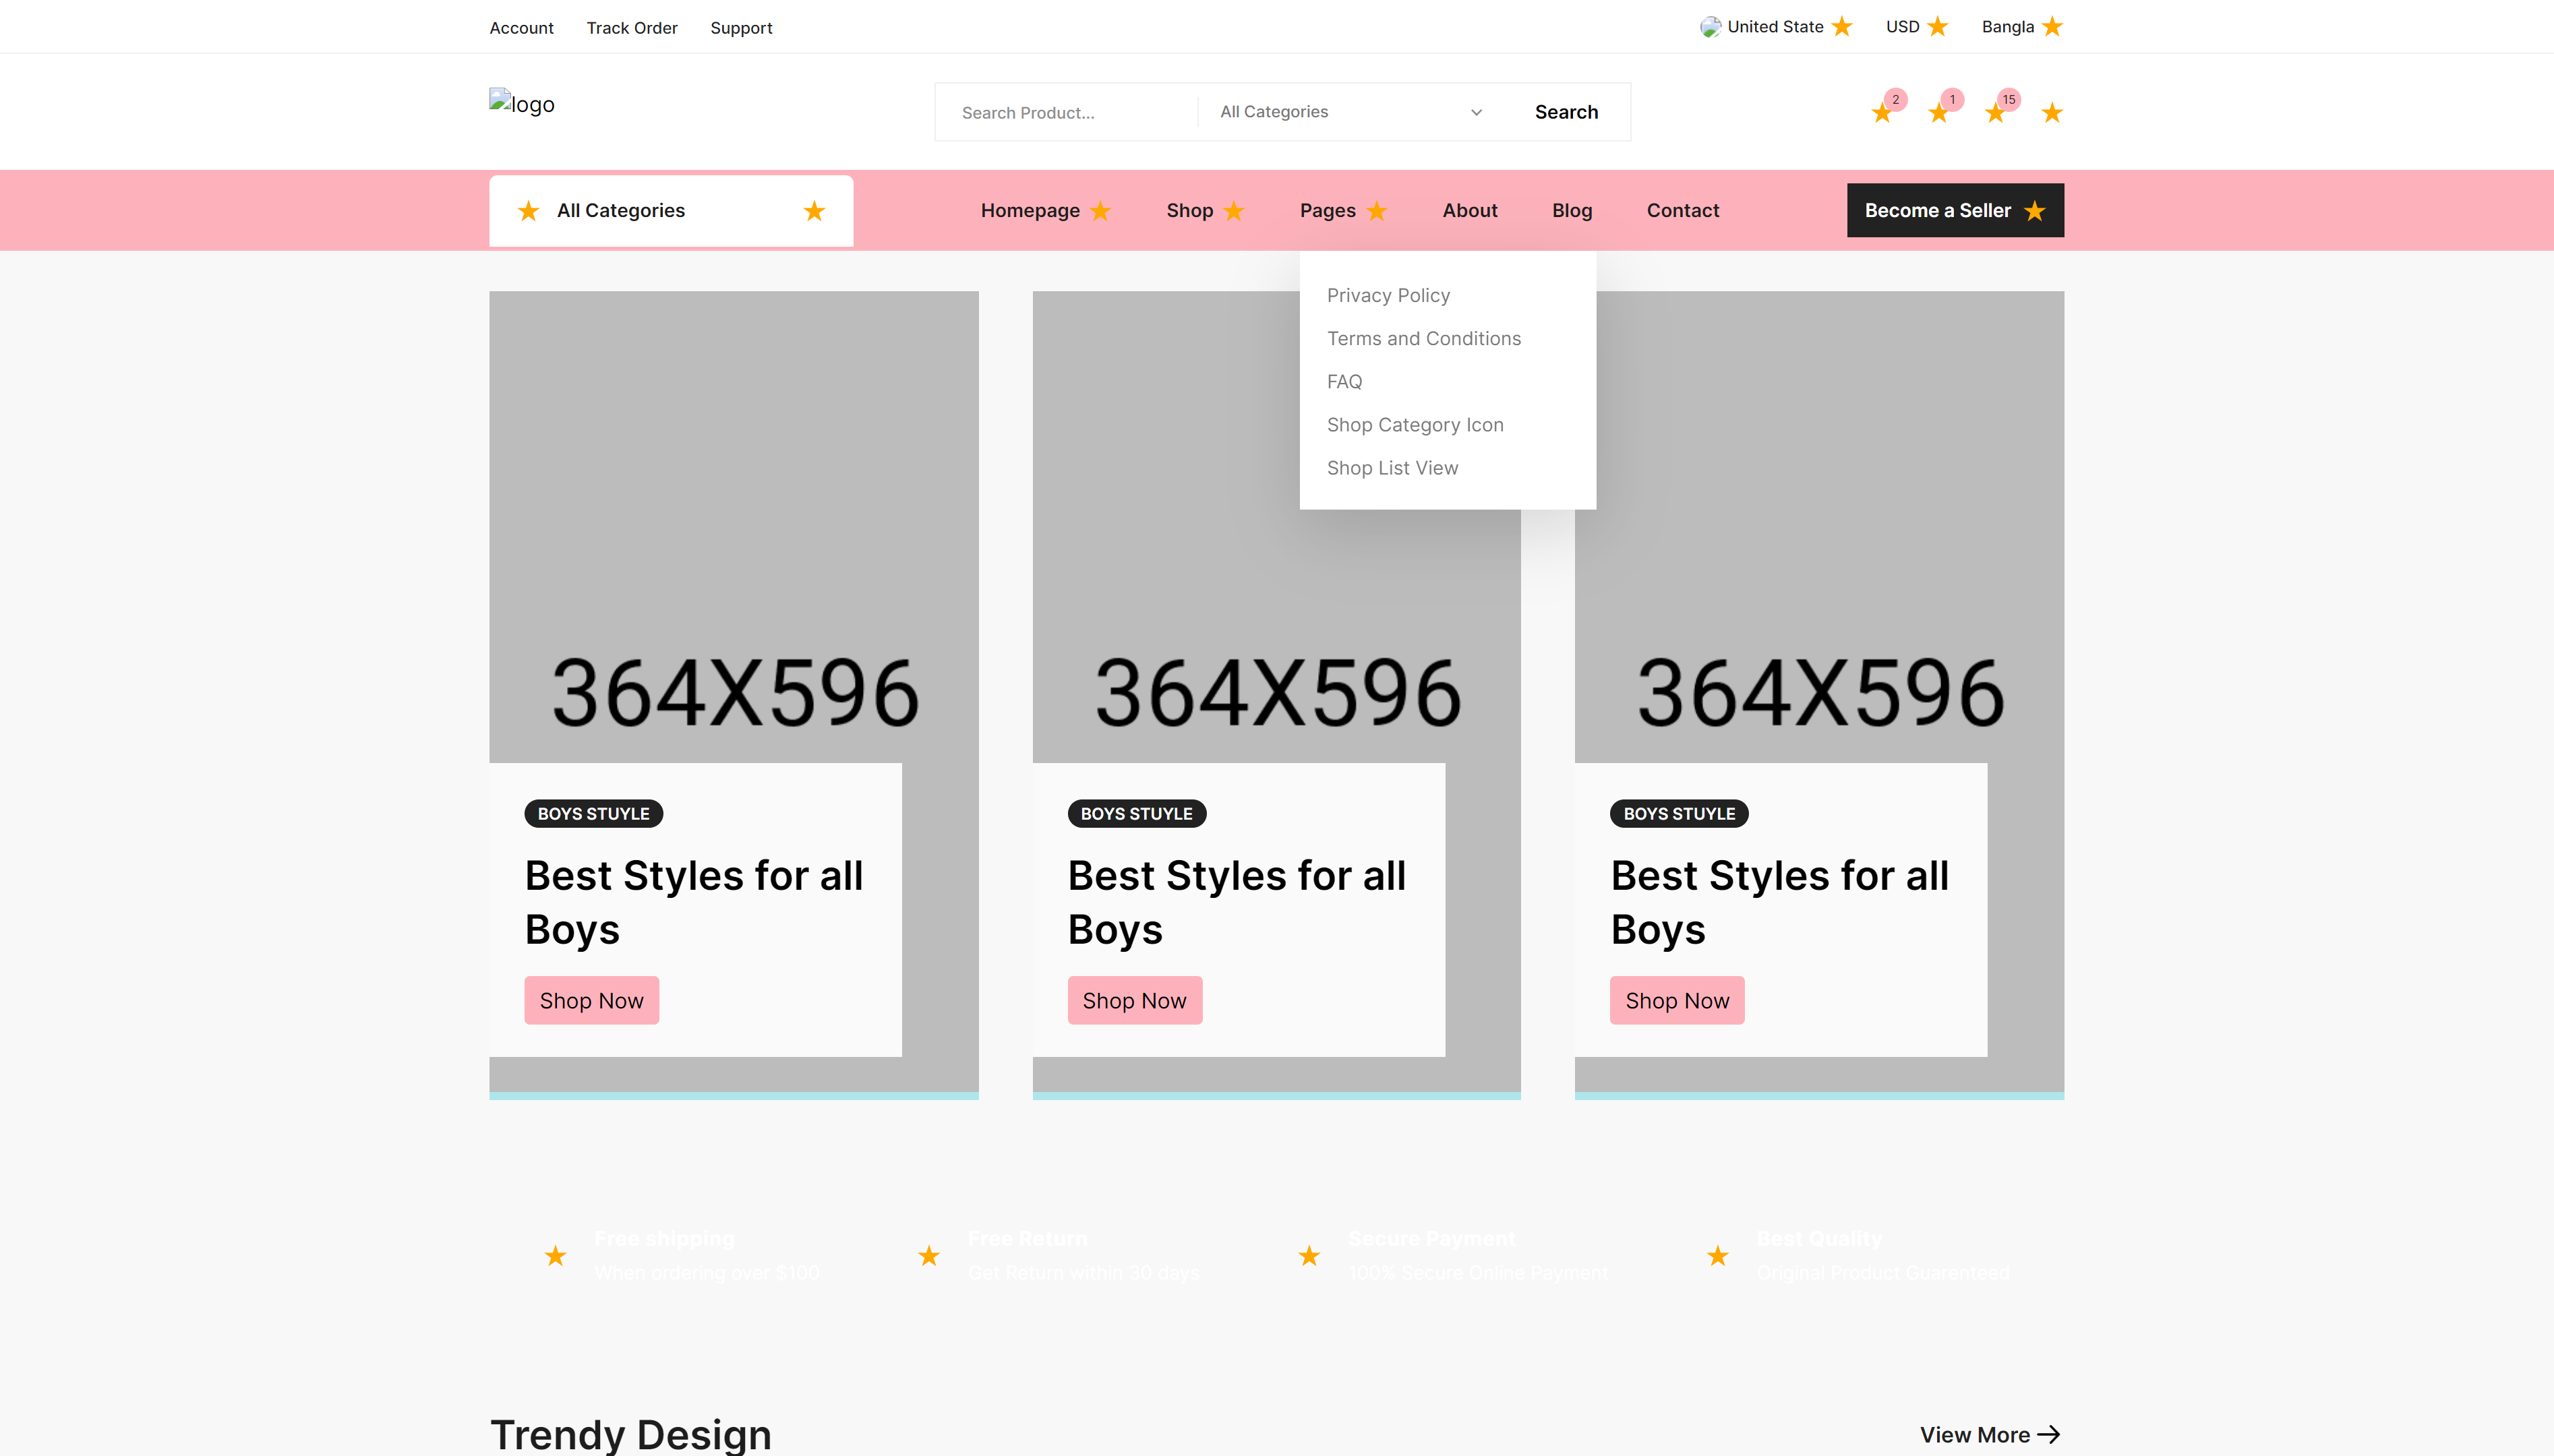 Account Track Order Support United State USD Bangla
logo Search Product... All Categories Search 2 1 15
All Categories Homepage Shop Pages About Blog Contact Become a Seller
Privacy Policy
Terms and Conditions
FAQ
Shop Category Icon
Shop List View
364X596 364X596 364X596
BOYS STUYLE BOYS STUYLE BOYS STUYLE
Best Styles for all Best Styles for all Best Styles for all
Boys Boys Boys
Shop Now Shop Now Shop Now
Free shipping Free Return Secure Payment Best Quality
When ordering over $100 Get Return within 30 days 100% Secure Online Payment Original Product Guarenteed
Trendy Design View More